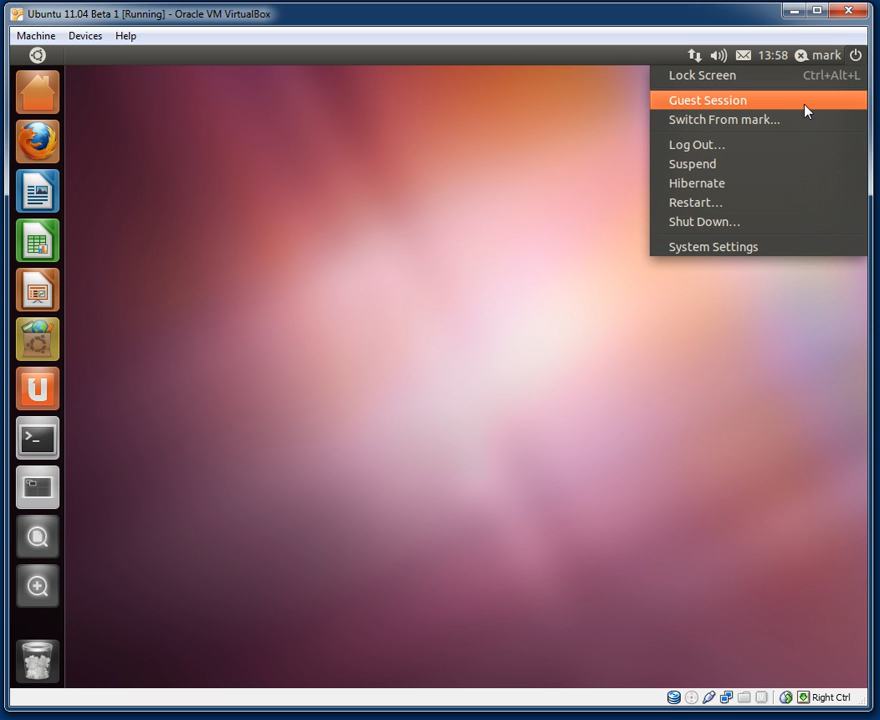 Ubuntu 11.04 Beta 1 [Running] - Oracle VM VirtualBox
Machine Devices Help
13:58 mark
Lock Screen Ctrl+Alt+L
Guest Session
Switch From mark...
Log Out...
Suspend
Hibernate
Restart...
Shut Down...
System Settings
U
>_
Right Ctrl